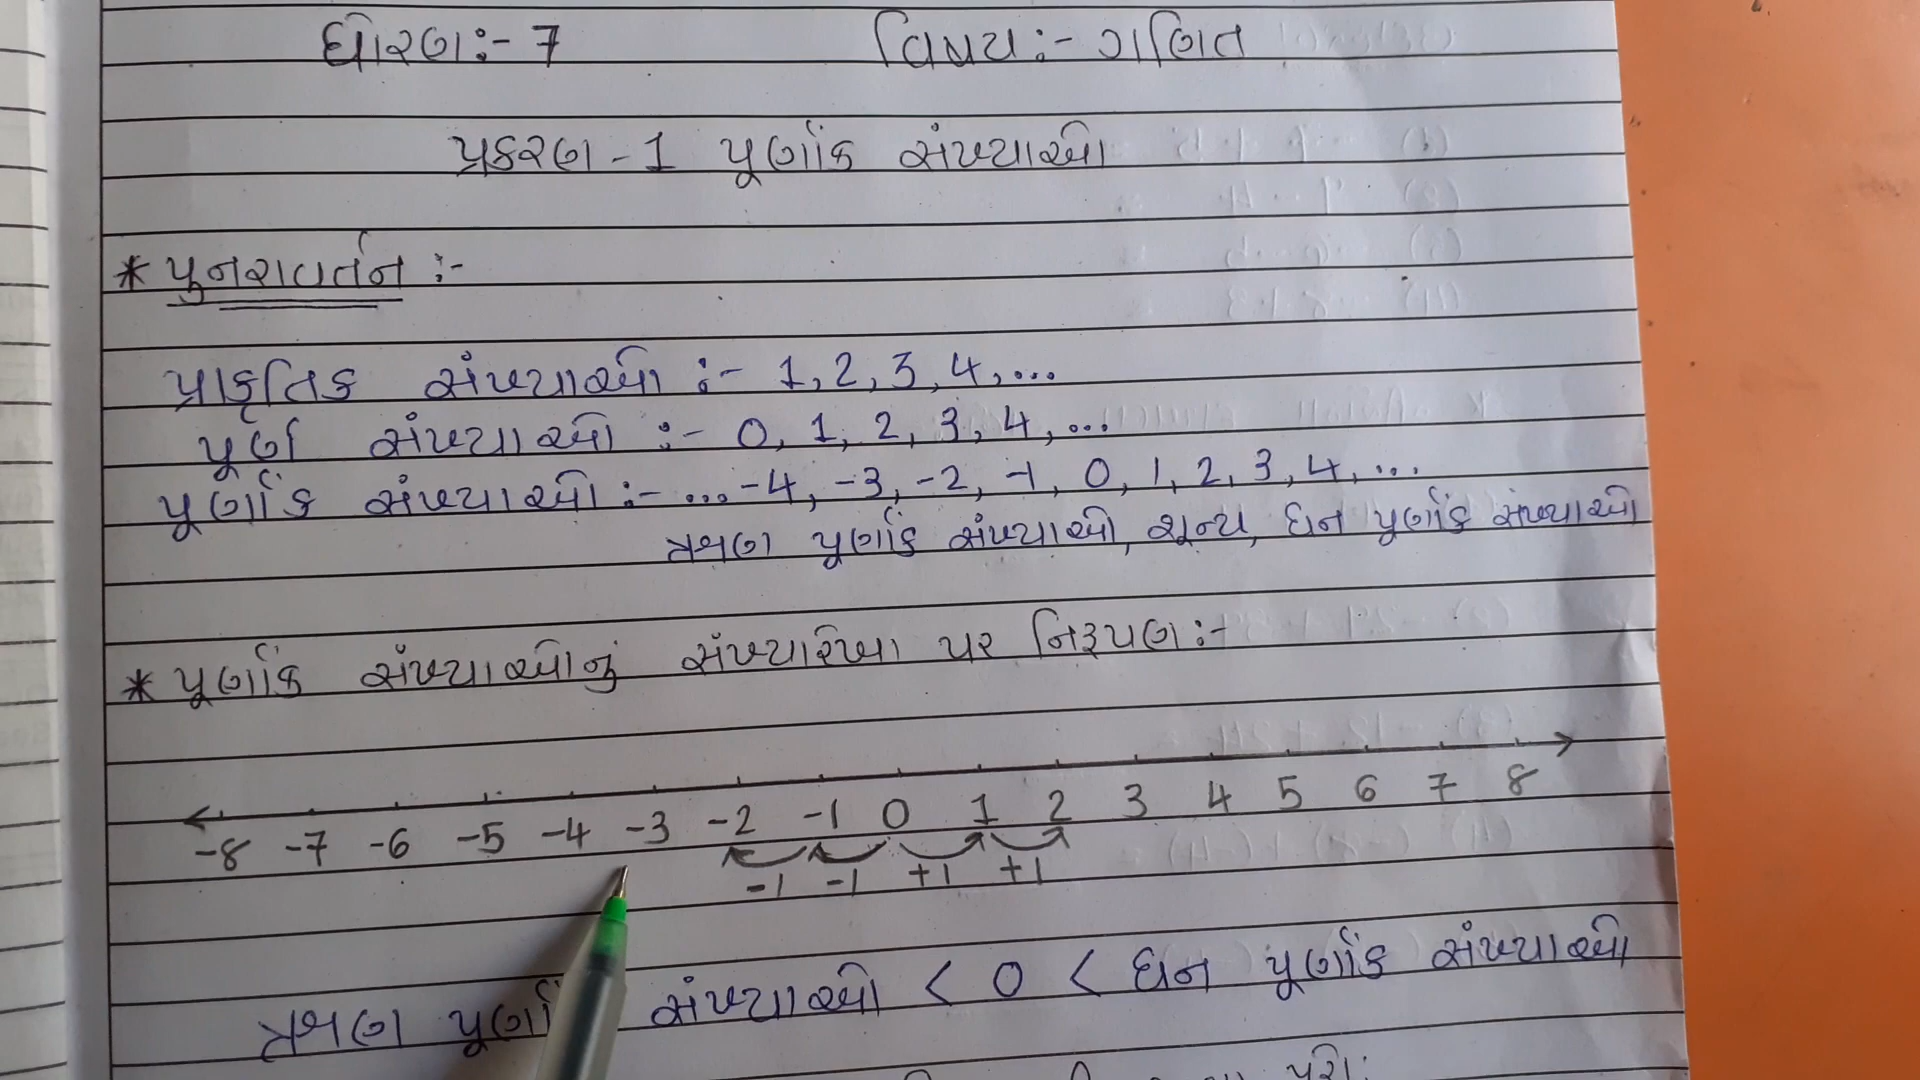 ધોરણ:- 7 વિષય:- ગણિત
પ્રકરણ - 1 પૂર્ણાંક સંખ્યાઓ
* પુનરાવર્તન :-
પ્રાકૃતિક સંખ્યાઓ :- 1, 2, 3, 4, ...
પૂર્ણ સંખ્યાઓ :- 0, 1, 2, 3, 4, ...
પૂર્ણાંક સંખ્યાઓ :- ... -4, -3, -2, -1, 0, 1, 2, 3, 4, ...
ઋણ પૂર્ણાંક સંખ્યાઓ, શૂન્ય, ધન પૂર્ણાંક સંખ્યાઓ
* પૂર્ણાંક સંખ્યાઓનું સંખ્યારેખા પર નિરૂપણ :-
-8 -7 -6 -5 -4 -3 -2 -1 0 1 2 3 4 5 6 7 8
-1 -1 +1 +1
ઋણ સંખ્યાઓ < 0 < ધન પૂર્ણાંક સંખ્યાઓ